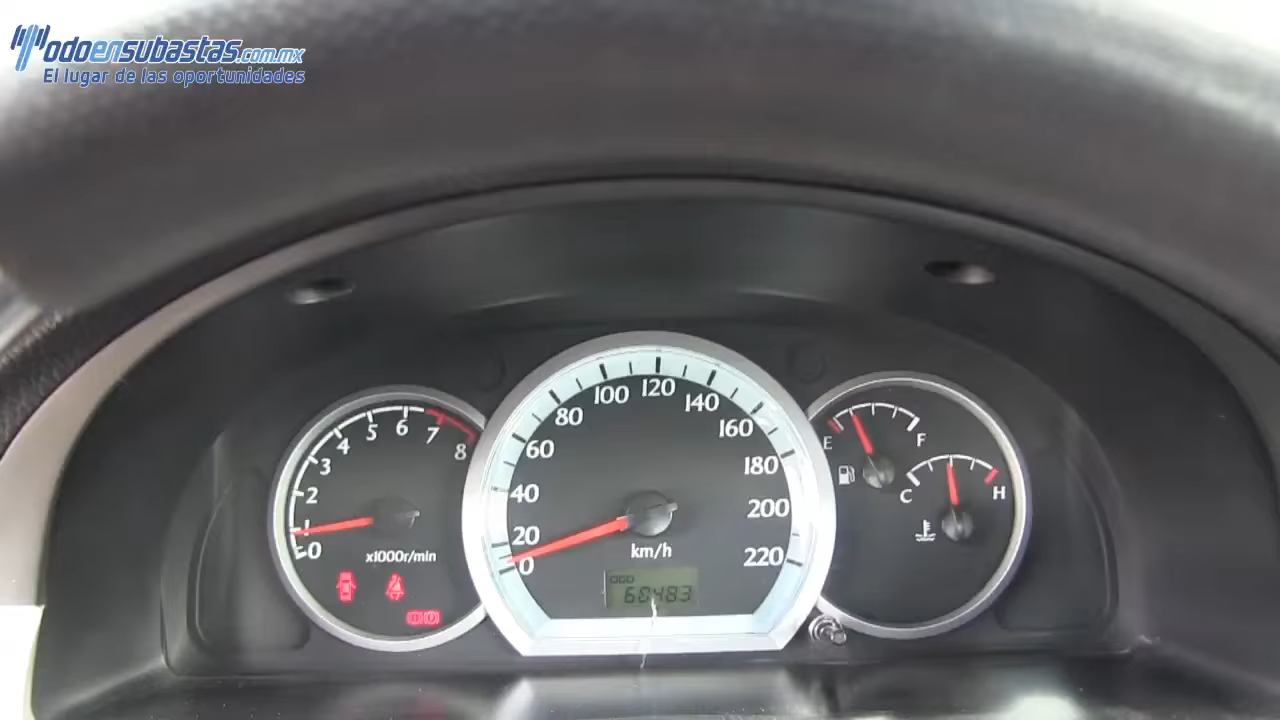 Todoensubastas.com.mx
El lugar de las oportunidades
0 1 2 3 4 5 6 7 8
x1000r/min
0 20 40 60 80 100 120 140 160 180 200 220
km/h
ODO
60483
E F
C H